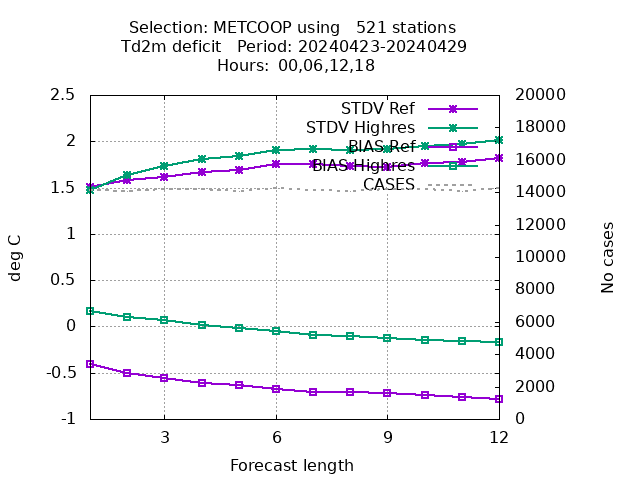 Selection: METCOOP using   521 stations
Td2m deficit   Period: 20240423-20240429
Hours:  00,06,12,18
2.5
2
1.5
1
0.5
0
-0.5
-1
deg C
STDV Ref
STDV Highres
BIAS Ref
BIAS Highres
CASES
20000
18000
16000
14000
12000
10000
8000
6000
4000
2000
0
No cases
3
6
9
12
Forecast length